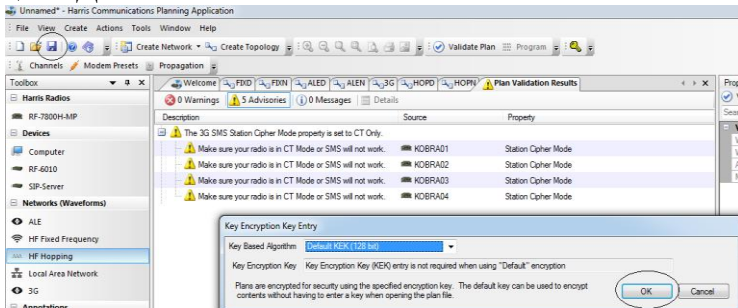 Unnamed* - Harris Communications Planning Application
File View Create Actions Tools Window Help
Create Network Create Topology Validate Plan Program
Channels Modem Presets Propagation
Toolbox
Welcome FIXD FIXN ALED ALEN 3G HOPD HOPN Plan Validation Results
Harris Radios
0 Warnings 5 Advisories 0 Messages Details
RF-7800H-MP
Description Source Property
Devices
The 3G SMS Station Cipher Mode property is set to CT Only.
Computer
Make sure your radio is in CT Mode or SMS will not work. KOBRA01 Station Cipher Mode
RF-6010
Make sure your radio is in CT Mode or SMS will not work. KOBRA02 Station Cipher Mode
SIP-Server
Make sure your radio is in CT Mode or SMS will not work. KOBRA03 Station Cipher Mode
Networks (Waveforms)
Make sure your radio is in CT Mode or SMS will not work. KOBRA04 Station Cipher Mode
ALE
HF Fixed Frequency
HF Hopping
Local Area Network
3G
Annotations
Key Encryption Key Entry
Key Based Algorithm Default KEK (128 bit)
Key Encryption Key Key Encryption Key (KEK) entry is not required when using "Default" encryption
Plans are encrypted for security using the specified encryption key. The default key can be used to encrypt
contents without having to enter a key when opening the plan file.
OK Cancel